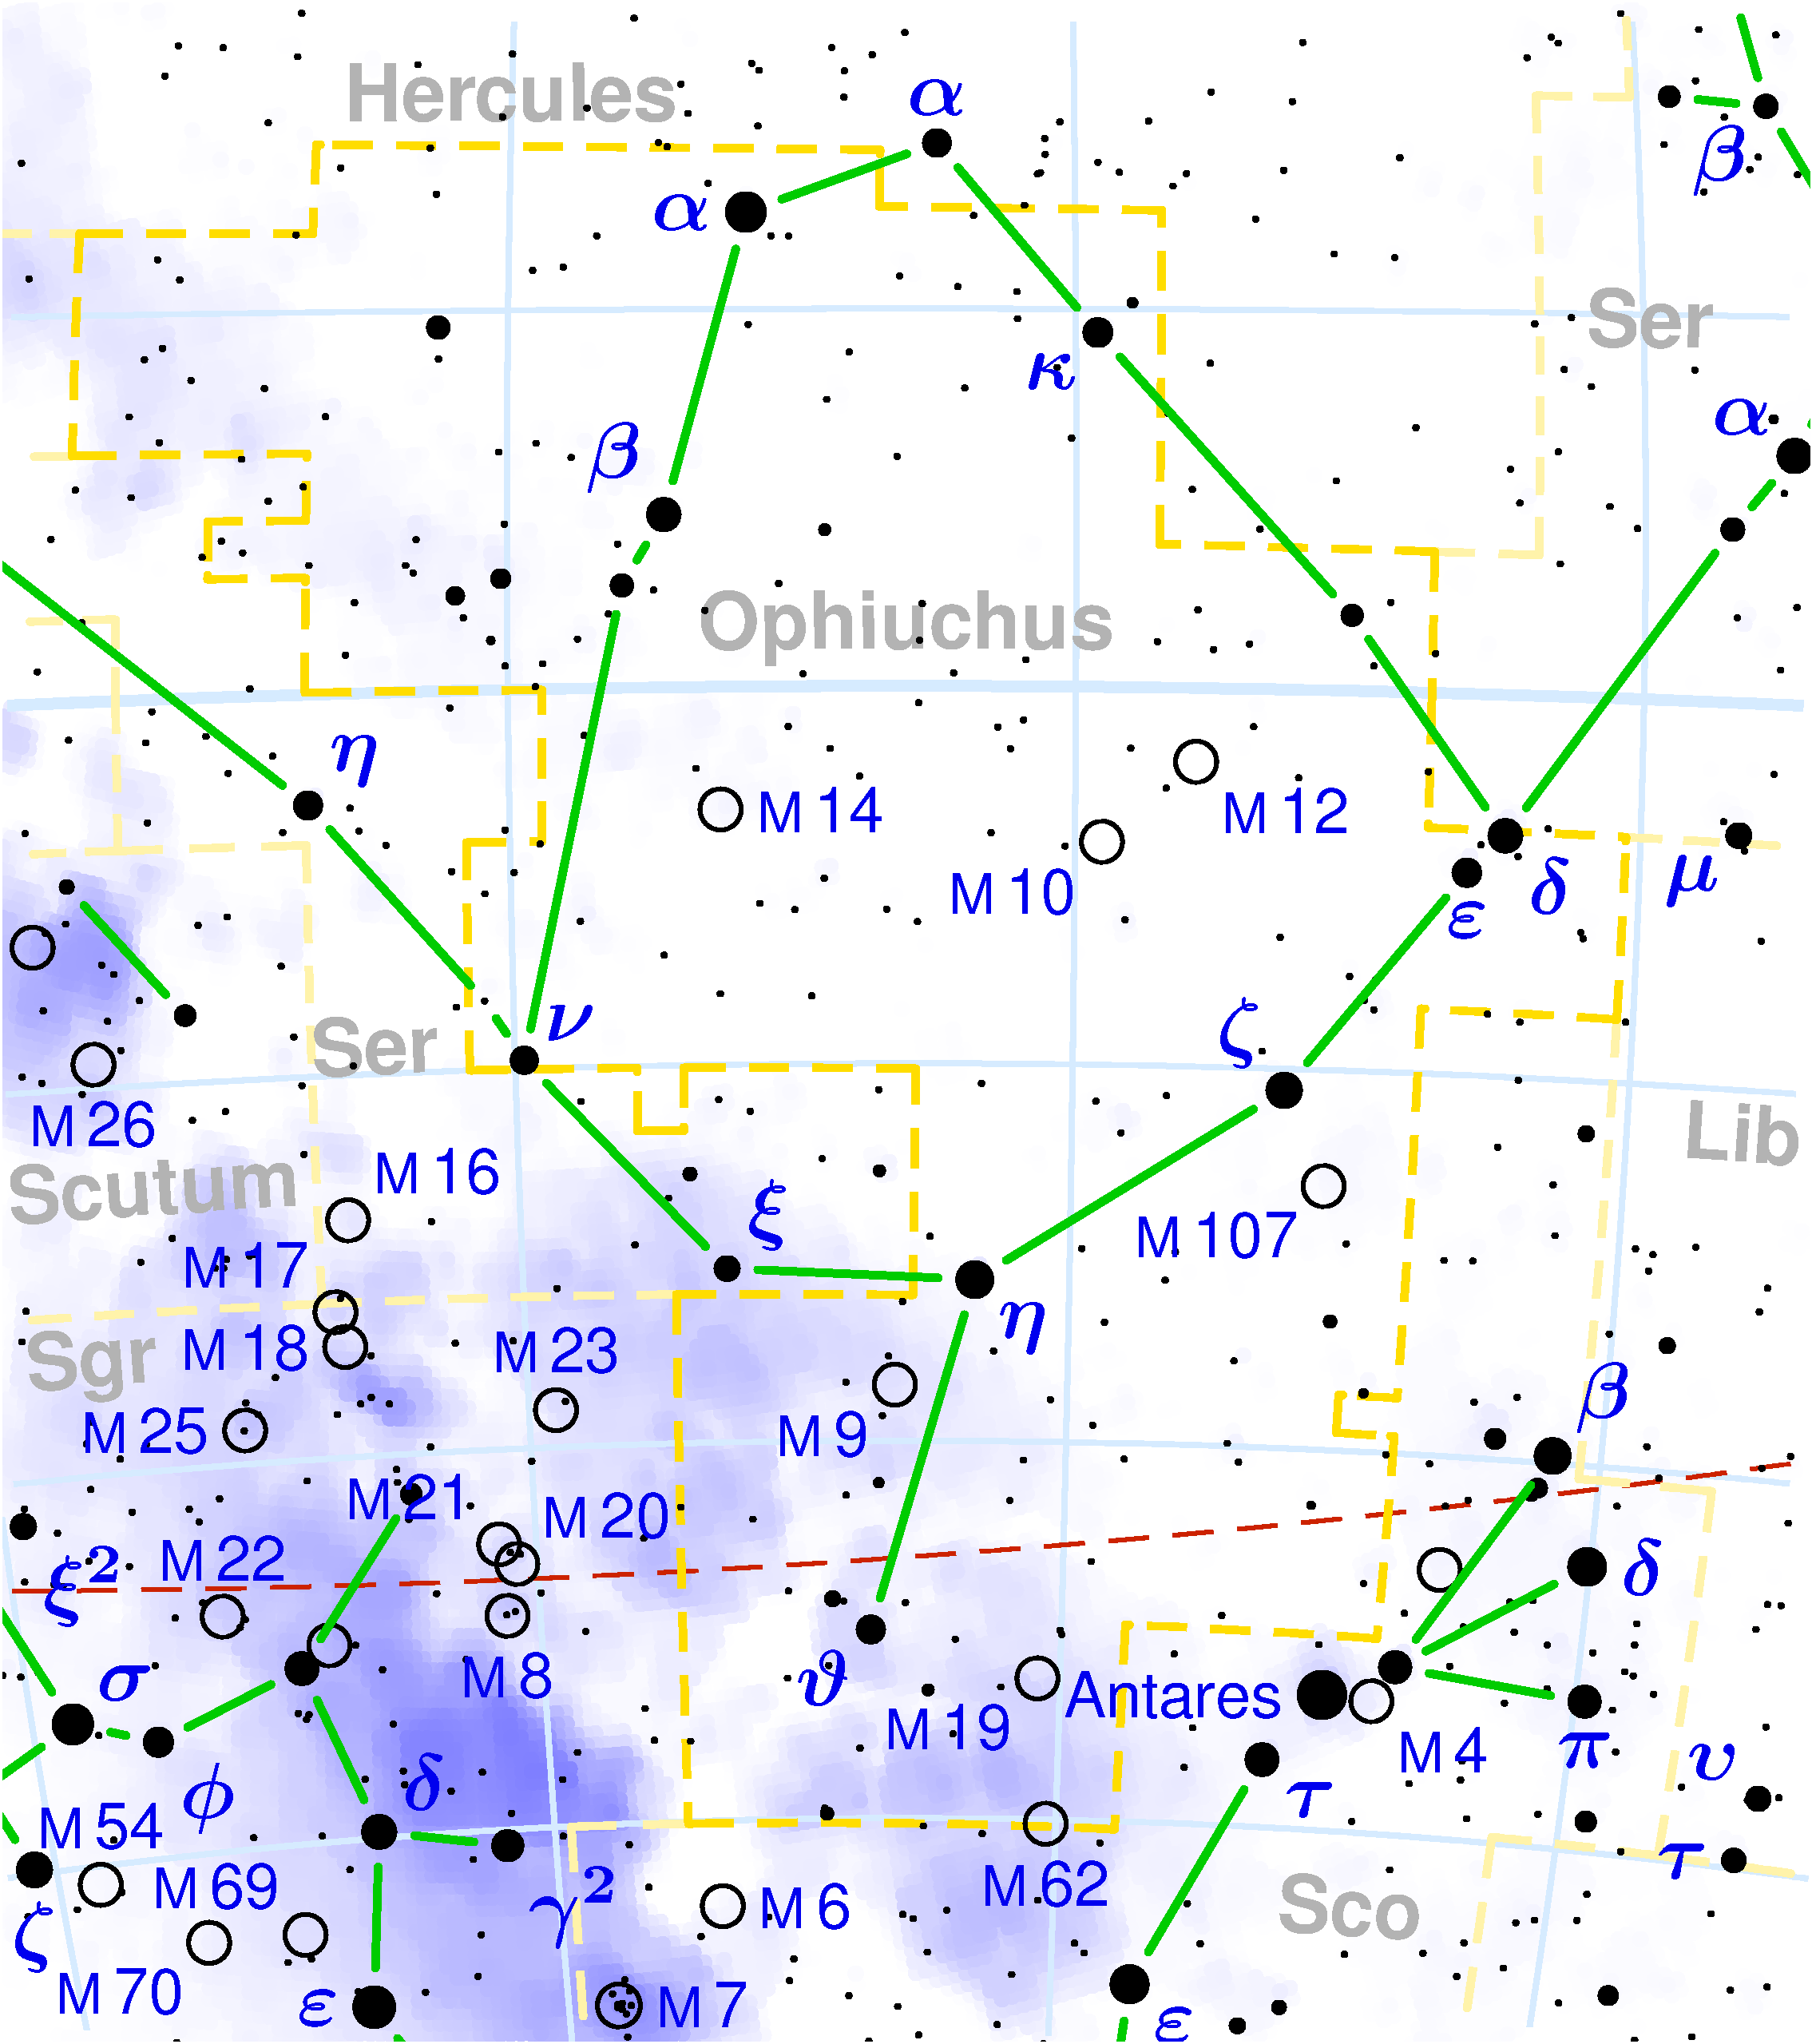 Hercules
α
α
β
Ser
κ
α
β
Ophiuchus
η
M 14
M 12
M 10
ε
δ
μ
Ser
ν
ζ
M 26
Lib
Scutum
M 16
ξ
M 107
M 17
η
Sgr
M 18
M 23
β
M 25
M 9
M 21
M 20
ξ²
M 22
δ
σ
M 8
ϑ
Antares
M 19
M 4
π
υ
δ
ϕ
τ
M 54
τ
M 69
γ²
M 6
M 62
Sco
ζ
M 70
ε
M 7
ε